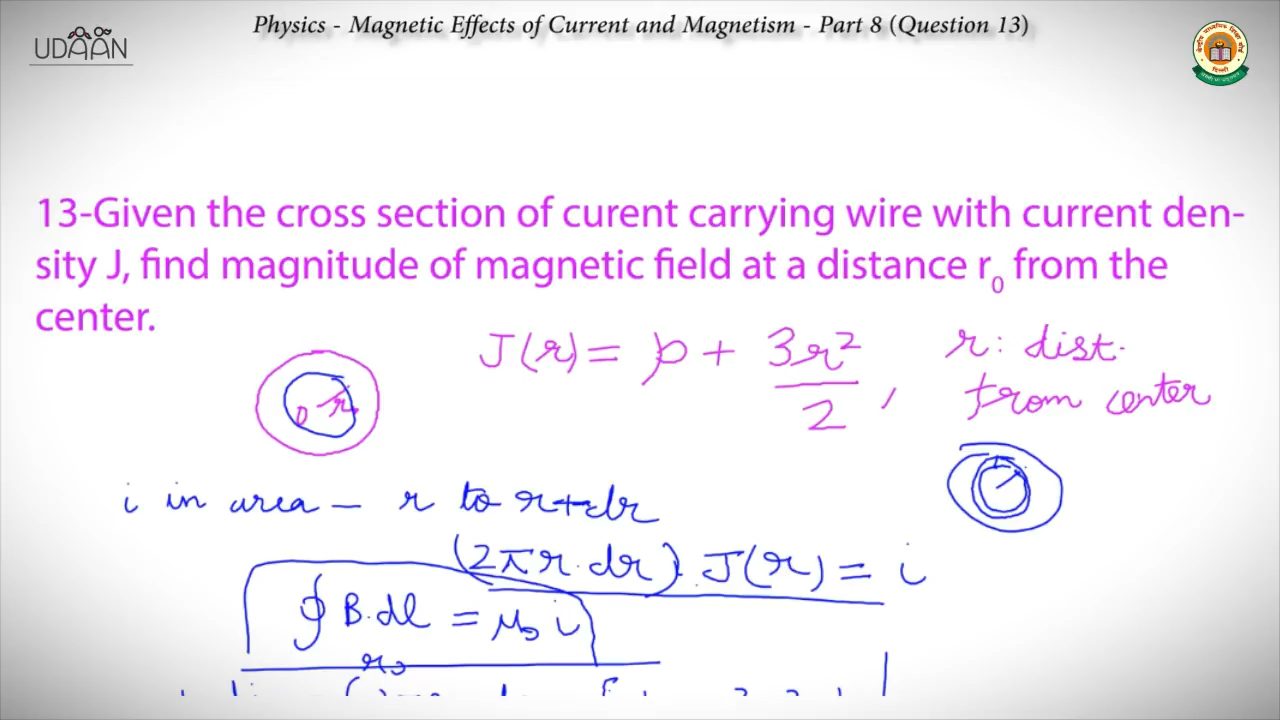 Physics - Magnetic Effects of Current and Magnetism - Part 8 (Question 13)
UDAAN
13-Given the cross section of curent carrying wire with current den-
sity J, find magnitude of magnetic field at a distance r₀ from the
center.
J(r) = ρ + 3r²/2 , r: dist. from center
i in area – r to r+dr
(2πr.dr). J(r) = i
∮ B.dl = μ₀ i
r₀